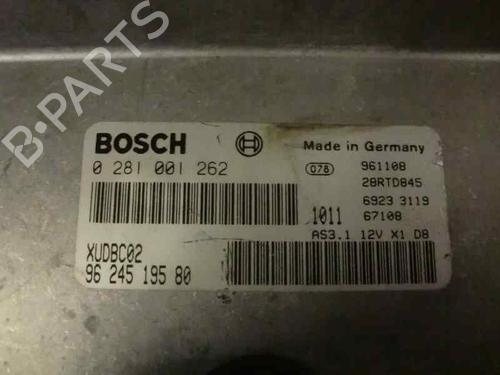 B-PARTS
BOSCH
Made in Germany
0 281 001 262
078 961108
28RTD845
6923 3119
1011 67108
AS3.1 12V X1 D8
XUDBC02
96 245 195 80